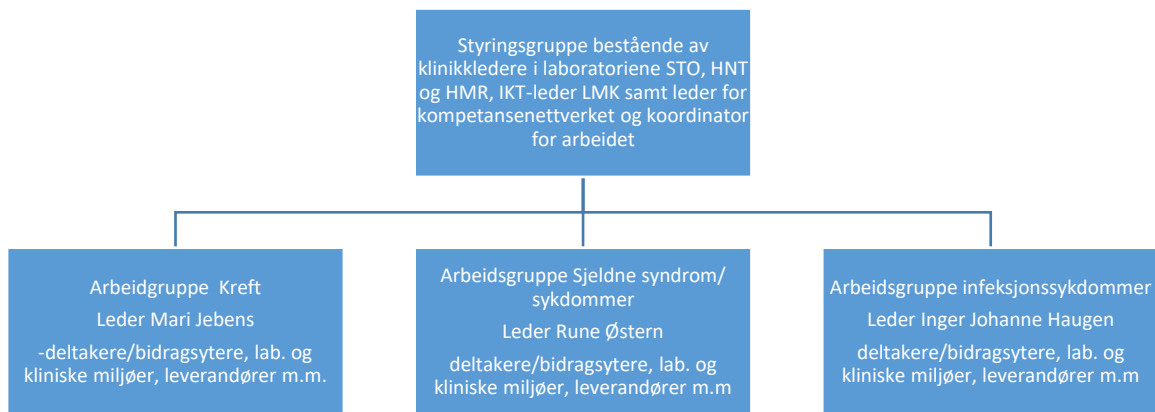 Styringsgruppe bestående av
klinikkledere i laboratoriene STO, HNT
og HMR, IKT-leder LMK samt leder for
kompetansenettverket og koordinator
for arbeidet
Arbeidgruppe  Kreft
Leder Mari Jebens
-deltakere/bidragsytere, lab. og
kliniske miljøer, leverandører m.m.
Arbeidsgruppe Sjeldne syndrom/
sykdommer
Leder Rune Østern
deltakere/bidragsytere, lab. og
kliniske miljøer, leverandører m.m
Arbeidsgruppe infeksjonssykdommer
Leder Inger Johanne Haugen
deltakere/bidragsytere, lab. og
kliniske miljøer, leverandører m.m